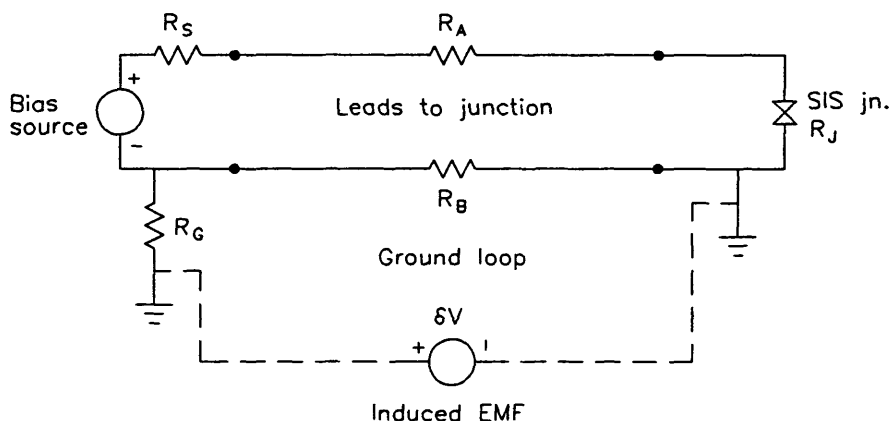 R_S
R_A
+
Bias
source
-
Leads to junction
SIS jn.
R_J
R_B
R_G
Ground loop
δV
+
Induced EMF